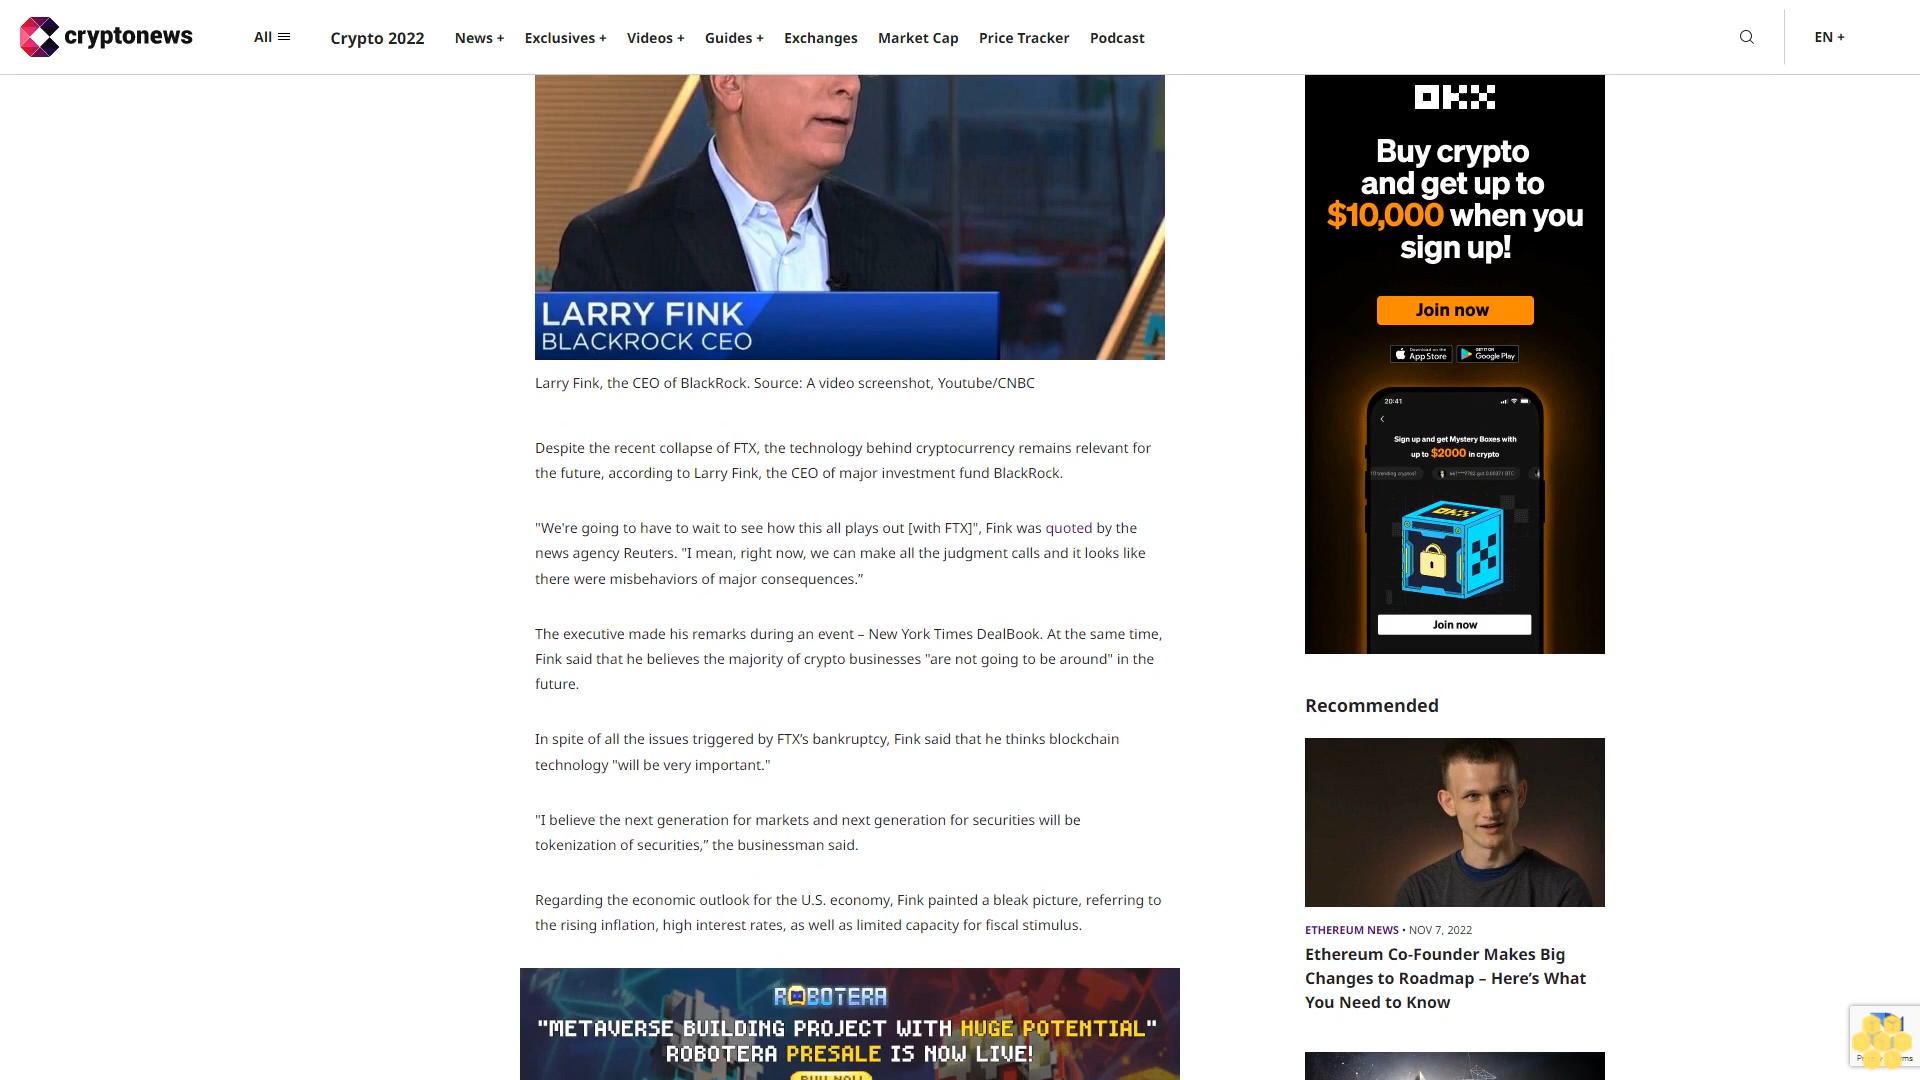 cryptonews
All
Crypto 2022
News +
Exclusives +
Videos +
Guides +
Exchanges
Market Cap
Price Tracker
Podcast
EN +
LARRY FINK
BLACKROCK CEO
Larry Fink, the CEO of BlackRock. Source: A video screenshot, Youtube/CNBC
Despite the recent collapse of FTX, the technology behind cryptocurrency remains relevant for
the future, according to Larry Fink, the CEO of major investment fund BlackRock.
"We're going to have to wait to see how this all plays out [with FTX]", Fink was quoted by the
news agency Reuters. "I mean, right now, we can make all the judgment calls and it looks like
there were misbehaviors of major consequences.”
The executive made his remarks during an event – New York Times DealBook. At the same time,
Fink said that he believes the majority of crypto businesses "are not going to be around" in the
future.
In spite of all the issues triggered by FTX’s bankruptcy, Fink said that he thinks blockchain
technology "will be very important."
"I believe the next generation for markets and next generation for securities will be
tokenization of securities,” the businessman said.
Regarding the economic outlook for the U.S. economy, Fink painted a bleak picture, referring to
the rising inflation, high interest rates, as well as limited capacity for fiscal stimulus.
ROBOTERA
"METAVERSE BUILDING PROJECT WITH HUGE POTENTIAL"
ROBOTERA PRESALE IS NOW LIVE!
BUY NOW
OKX
Buy crypto
and get up to
$10,000 when you
sign up!
Join now
Download on the
App Store
GET IT ON
Google Play
20:41
Sign up and get Mystery Boxes with
up to $2000 in crypto
10 trending cryptos!
OKX
Join now
Recommended
ETHEREUM NEWS • NOV 7, 2022
Ethereum Co-Founder Makes Big
Changes to Roadmap – Here’s What
You Need to Know